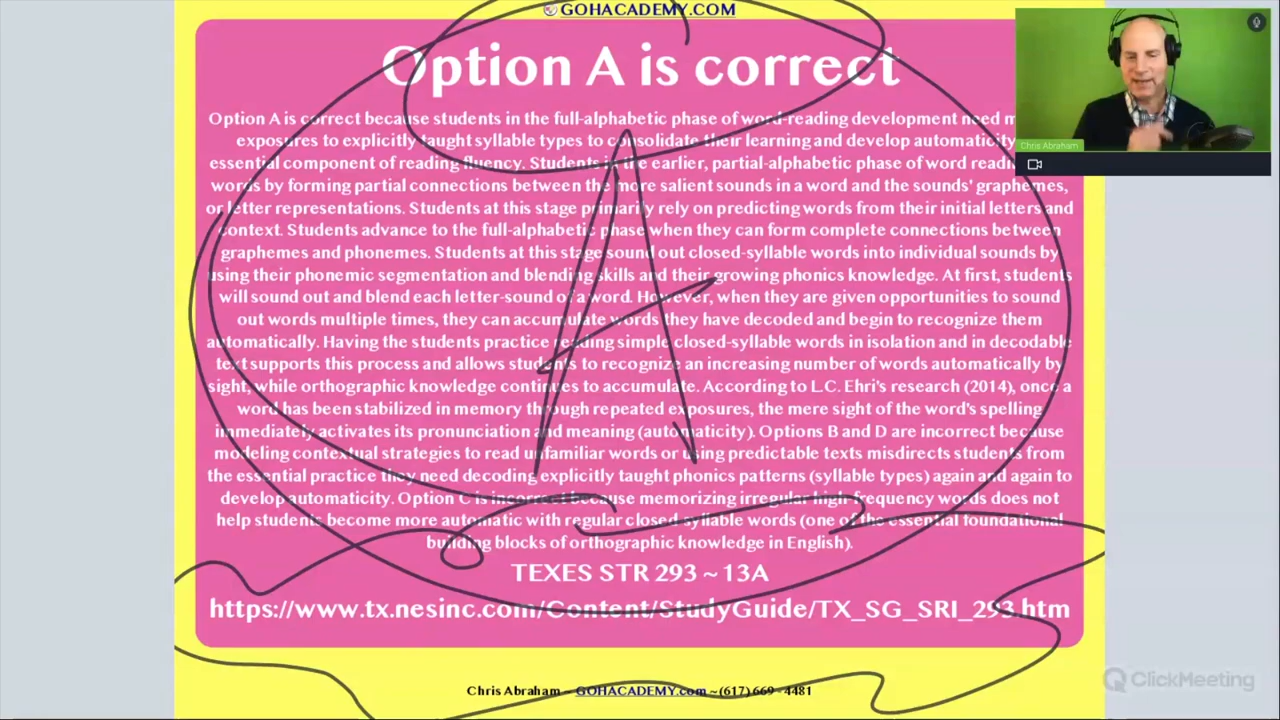 GOHACADEMY.COM
Option A is correct
Option A is correct because students in the full-alphabetic phase of word-reading development need
exposures to explicitly taught syllable types to consolidate their learning and develop automaticity
essential component of reading fluency. Students in the earlier, partial-alphabetic phase of word
words by forming partial connections between the more salient sounds in a word and the sounds' graphemes,
or letter representations. Students at this stage primarily rely on predicting words from their initial letters and
context. Students advance to the full-alphabetic phase when they can form complete connections between
graphemes and phonemes. Students at this stage sound out closed-syllable words into individual sounds by
using their phonemic segmentation and blending skills and their growing phonics knowledge. At first, students
will sound out and blend each letter-sound of a word. However, when they are given opportunities to sound
out words multiple times, they can accumulate words they have decoded and begin to recognize them
automatically. Having the students practice reading simple closed-syllable words in isolation and in decodable
text supports this process and allows students to recognize an increasing number of words automatically by
sight, while orthographic knowledge continues to accumulate. According to L.C. Ehri's research (2014), once a
word has been stabilized in memory through repeated exposures, the mere sight of the word's spelling
immediately activates its pronunciation and meaning (automaticity). Options B and D are incorrect because
modeling contextual strategies to read unfamiliar words or using predictable texts misdirects students from
the essential practice they need decoding explicitly taught phonics patterns (syllable types) again and again to
develop automaticity. Option C is incorrect because memorizing irregular high-frequency words does not
help students become more automatic with regular closed-syllable words (one of the essential foundational
building blocks of orthographic knowledge in English).
A
TEXES STR 293 ~ 13A
https://www.tx.nesinc.com/Content/StudyGuide/TX_SG_SRI_293.htm
Chris Abraham ~ GOHACADEMY.com ~ (617) 669 - 4481
Chris Abraham
ClickMeeting